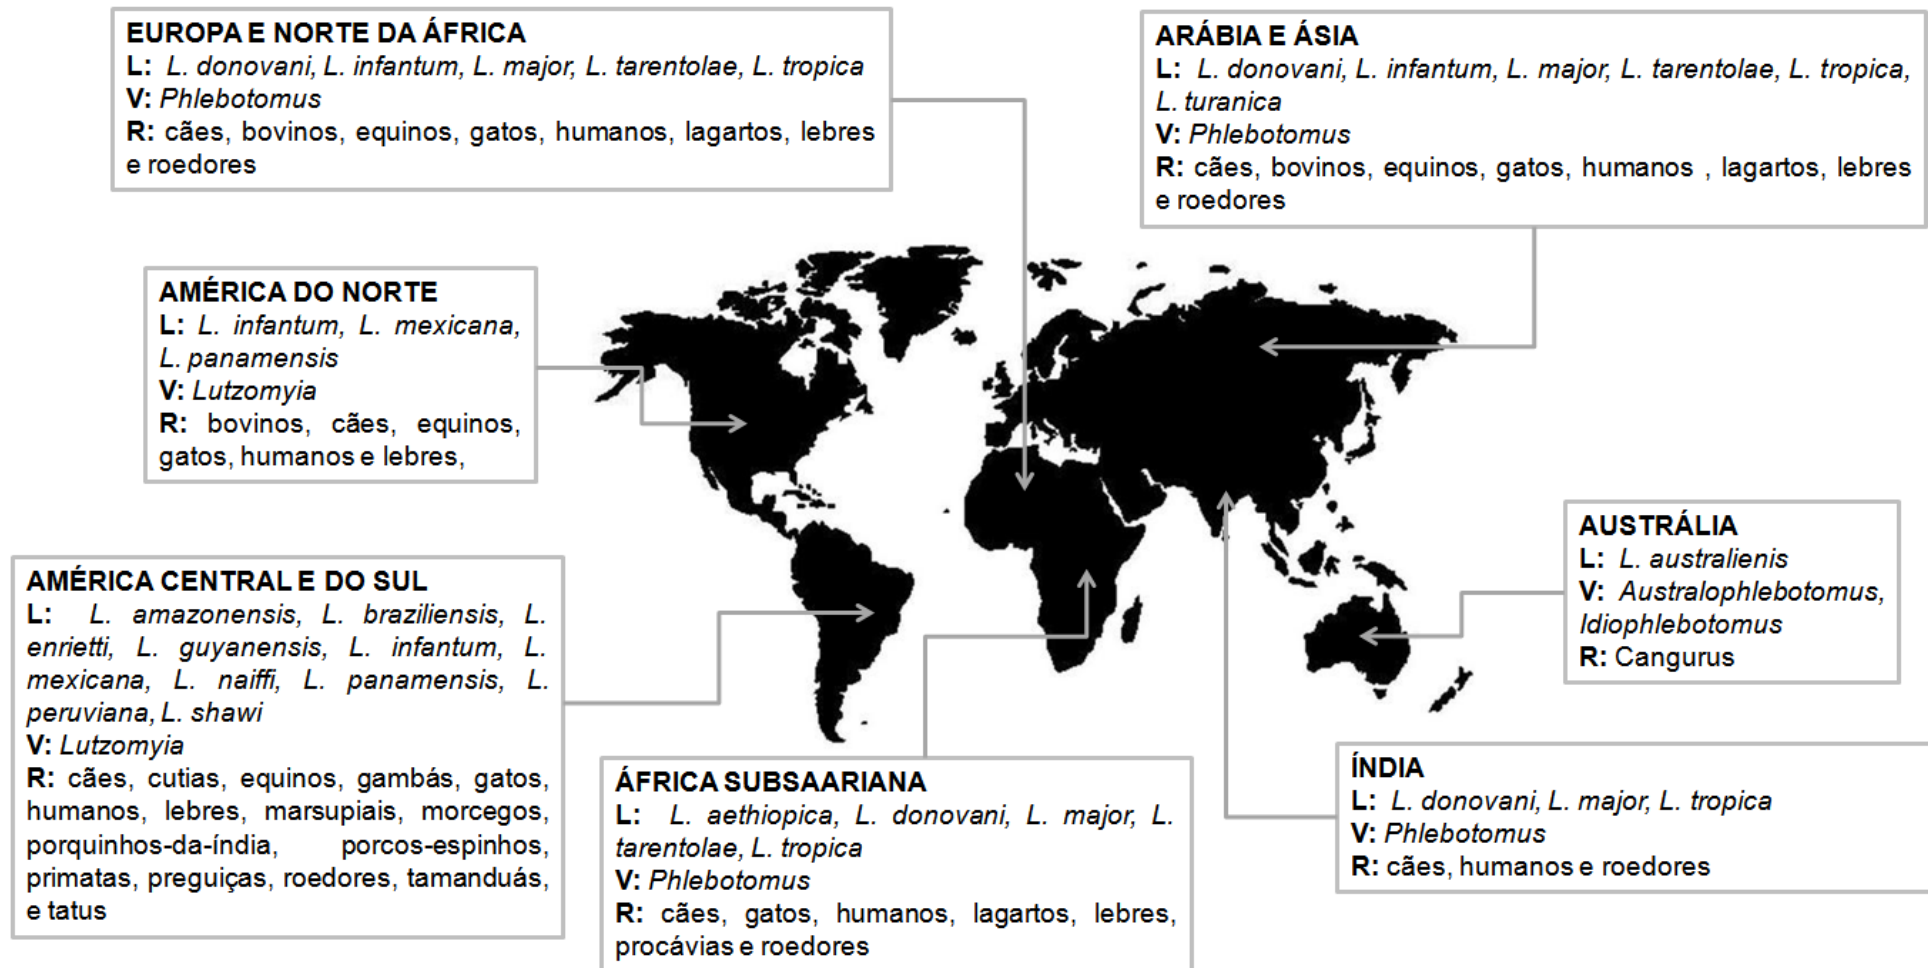 EUROPA E NORTE DA ÁFRICA
L: L. donovani, L. infantum, L. major, L. tarentolae, L. tropica
V: Phlebotomus
R: cães, bovinos, equinos, gatos, humanos, lagartos, lebres
e roedores
ARÁBIA E ÁSIA
L: L. donovani, L. infantum, L. major, L. tarentolae, L. tropica,
L. turanica
V: Phlebotomus
R: cães, bovinos, equinos, gatos, humanos , lagartos, lebres
e roedores
AMÉRICA DO NORTE
L: L. infantum, L. mexicana,
L. panamensis
V: Lutzomyia
R: bovinos, cães, equinos,
gatos, humanos e lebres,
AMÉRICA CENTRAL E DO SUL
L: L. amazonensis, L. braziliensis, L.
enrietti, L. guyanensis, L. infantum, L.
mexicana, L. naiffi, L. panamensis, L.
peruviana, L. shawi
V: Lutzomyia
R: cães, cutias, equinos, gambás, gatos,
humanos, lebres, marsupiais, morcegos,
porquinhos-da-índia, porcos-espinhos,
primatas, preguiças, roedores, tamanduás,
e tatus
ÁFRICA SUBSAARIANA
L: L. aethiopica, L. donovani, L. major, L.
tarentolae, L. tropica
V: Phlebotomus
R: cães, gatos, humanos, lagartos, lebres,
procávias e roedores
AUSTRÁLIA
L: L. australienis
V: Australophlebotomus,
Idiophlebotomus
R: Cangurus
ÍNDIA
L: L. donovani, L. major, L. tropica
V: Phlebotomus
R: cães, humanos e roedores